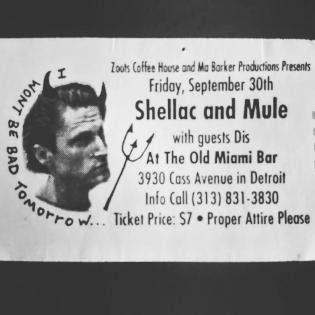 I WONT BE BAD TOMORROW...
Zoots Coffee House and Ma Barker Productions Presents
Friday, September 30th
Shellac and Mule
with guests Dis
At The Old Miami Bar
3930 Cass Avenue in Detroit
Info Call (313) 831-3830
Ticket Price: $7 • Proper Attire Please